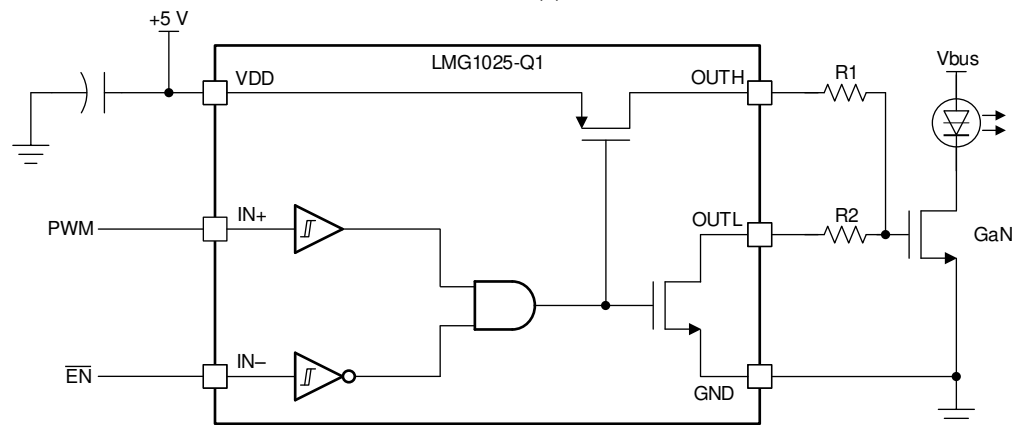 +5 V
LMG1025-Q1
VDD
OUTH
R1
Vbus
PWM
IN+
OUTL
R2
GaN
EN
IN–
GND